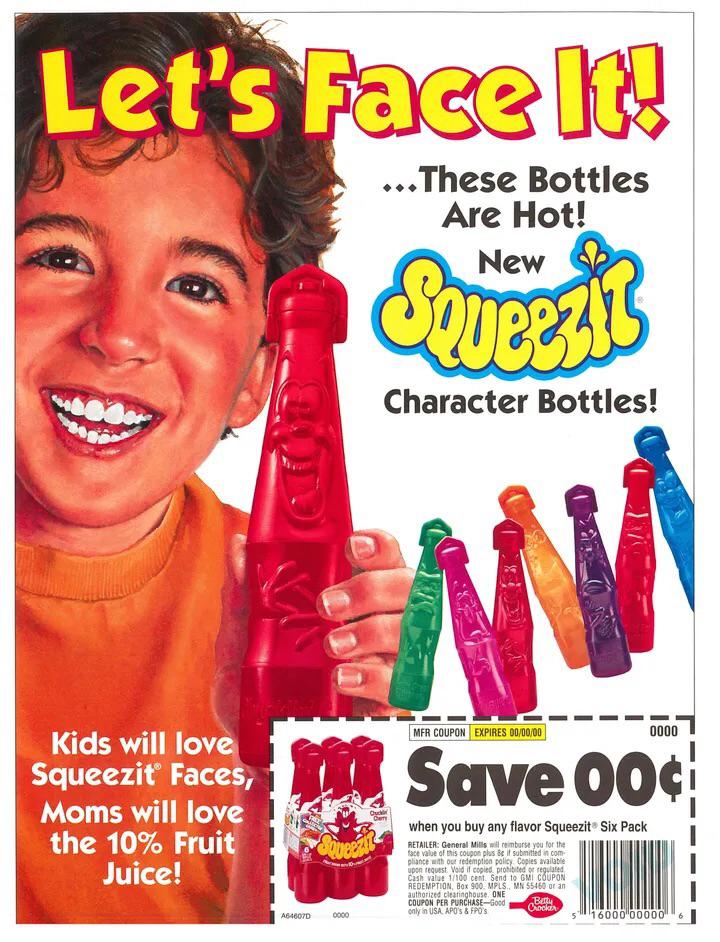 Let's Face It!
...These Bottles
Are Hot!
New
Squeezit®
Character Bottles!
Kids will love
Squeezit® Faces,
Moms will love
the 10% Fruit
Juice!
MFR COUPON EXPIRES 00/00/00 0000
Save 00¢
when you buy any flavor Squeezit® Six Pack
RETAILER: General Mills will reimburse you for the
face value of this coupon plus 8¢ if submitted in com-
pliance with our redemption policy. Copies available
upon request. Void if copied, prohibited or regulated.
Cash value 1/100 cent. Send to GMI COUPON
REDEMPTION, Box 900, MPLS., MN 55460 or an
authorized clearinghouse. ONE
COUPON PER PURCHASE—Good
only in USA, APO's & FPO's.
Betty
Crocker
Chuckin'
Cherry
Squeezit
A64607D 0000
5 16000 00000 6